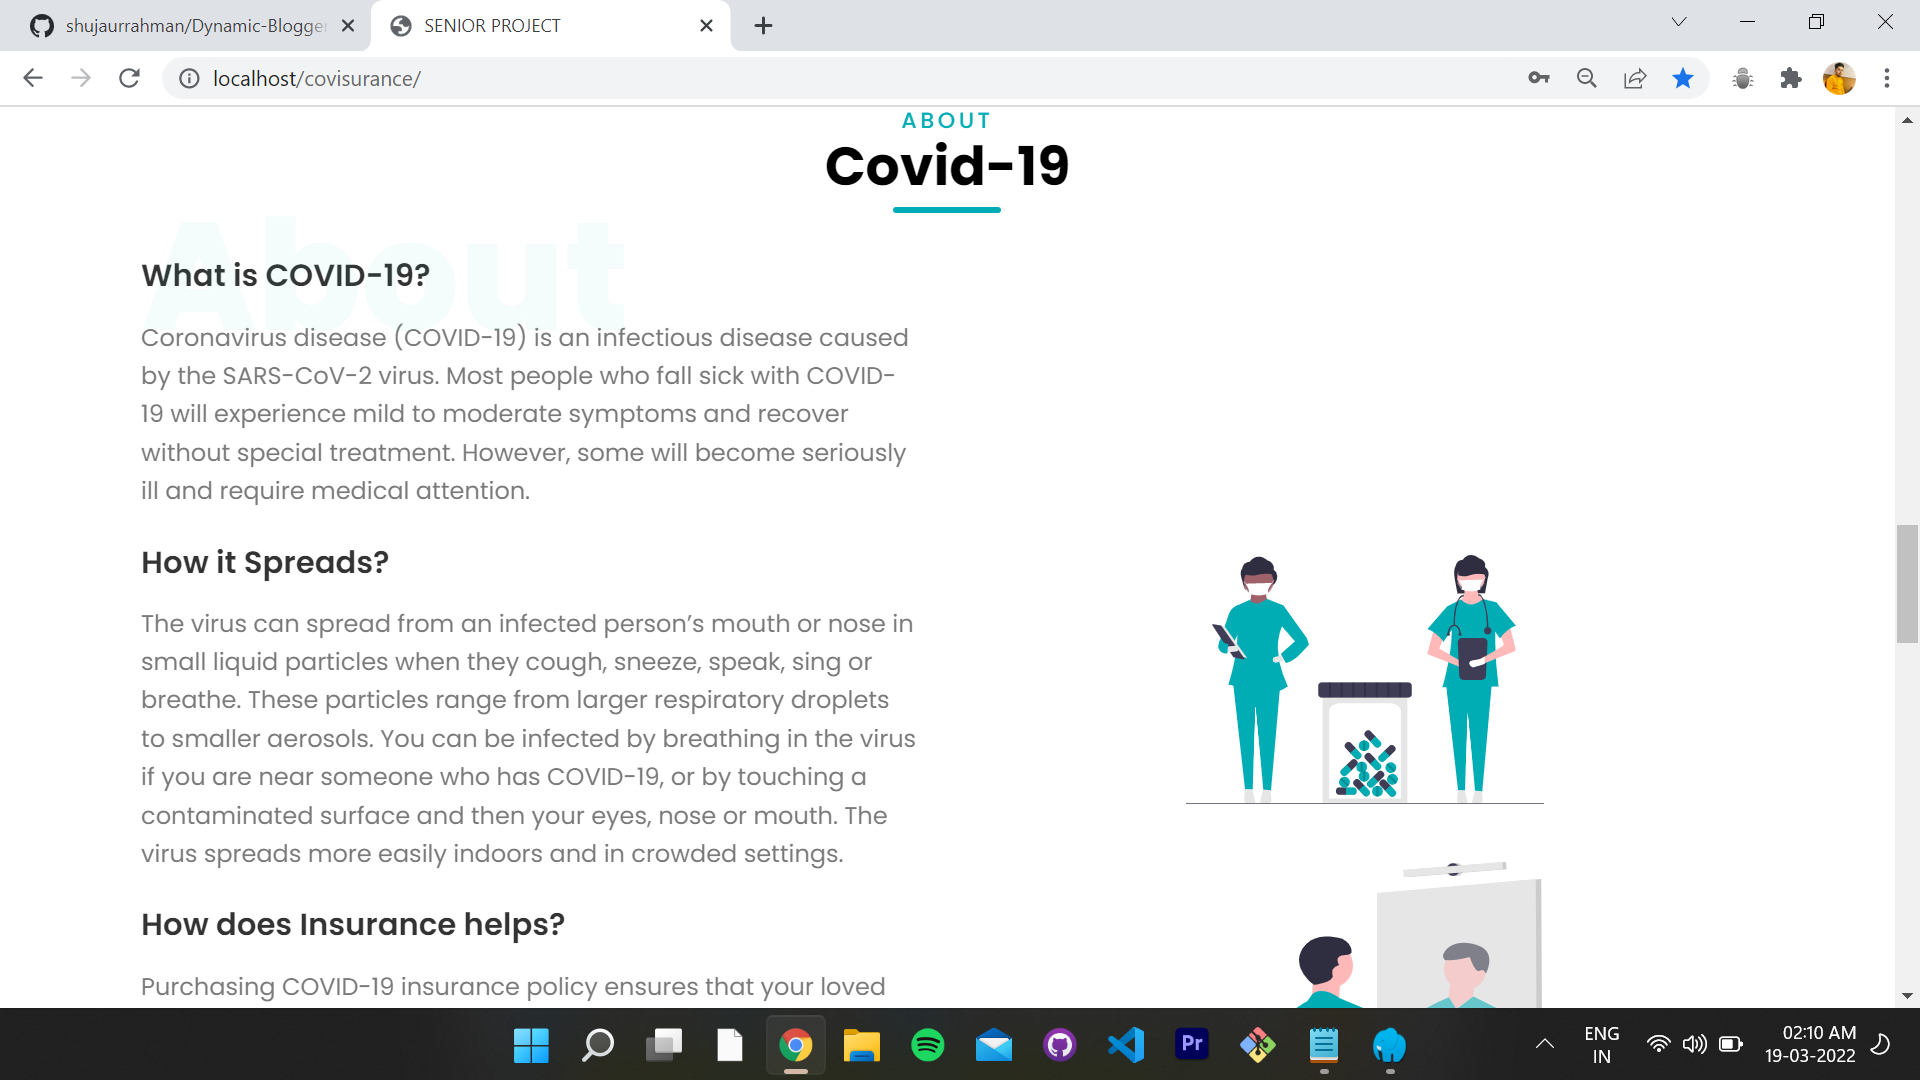 shujaurrahman/Dynamic-Blogger
SENIOR PROJECT
localhost/covisurance/
ABOUT
Covid-19
About
What is COVID-19?
Coronavirus disease (COVID-19) is an infectious disease caused
by the SARS-CoV-2 virus. Most people who fall sick with COVID-
19 will experience mild to moderate symptoms and recover
without special treatment. However, some will become seriously
ill and require medical attention.
How it Spreads?
The virus can spread from an infected person’s mouth or nose in
small liquid particles when they cough, sneeze, speak, sing or
breathe. These particles range from larger respiratory droplets
to smaller aerosols. You can be infected by breathing in the virus
if you are near someone who has COVID-19, or by touching a
contaminated surface and then your eyes, nose or mouth. The
virus spreads more easily indoors and in crowded settings.
How does Insurance helps?
Purchasing COVID-19 insurance policy ensures that your loved
Pr
ENG
IN
02:10 AM
19-03-2022